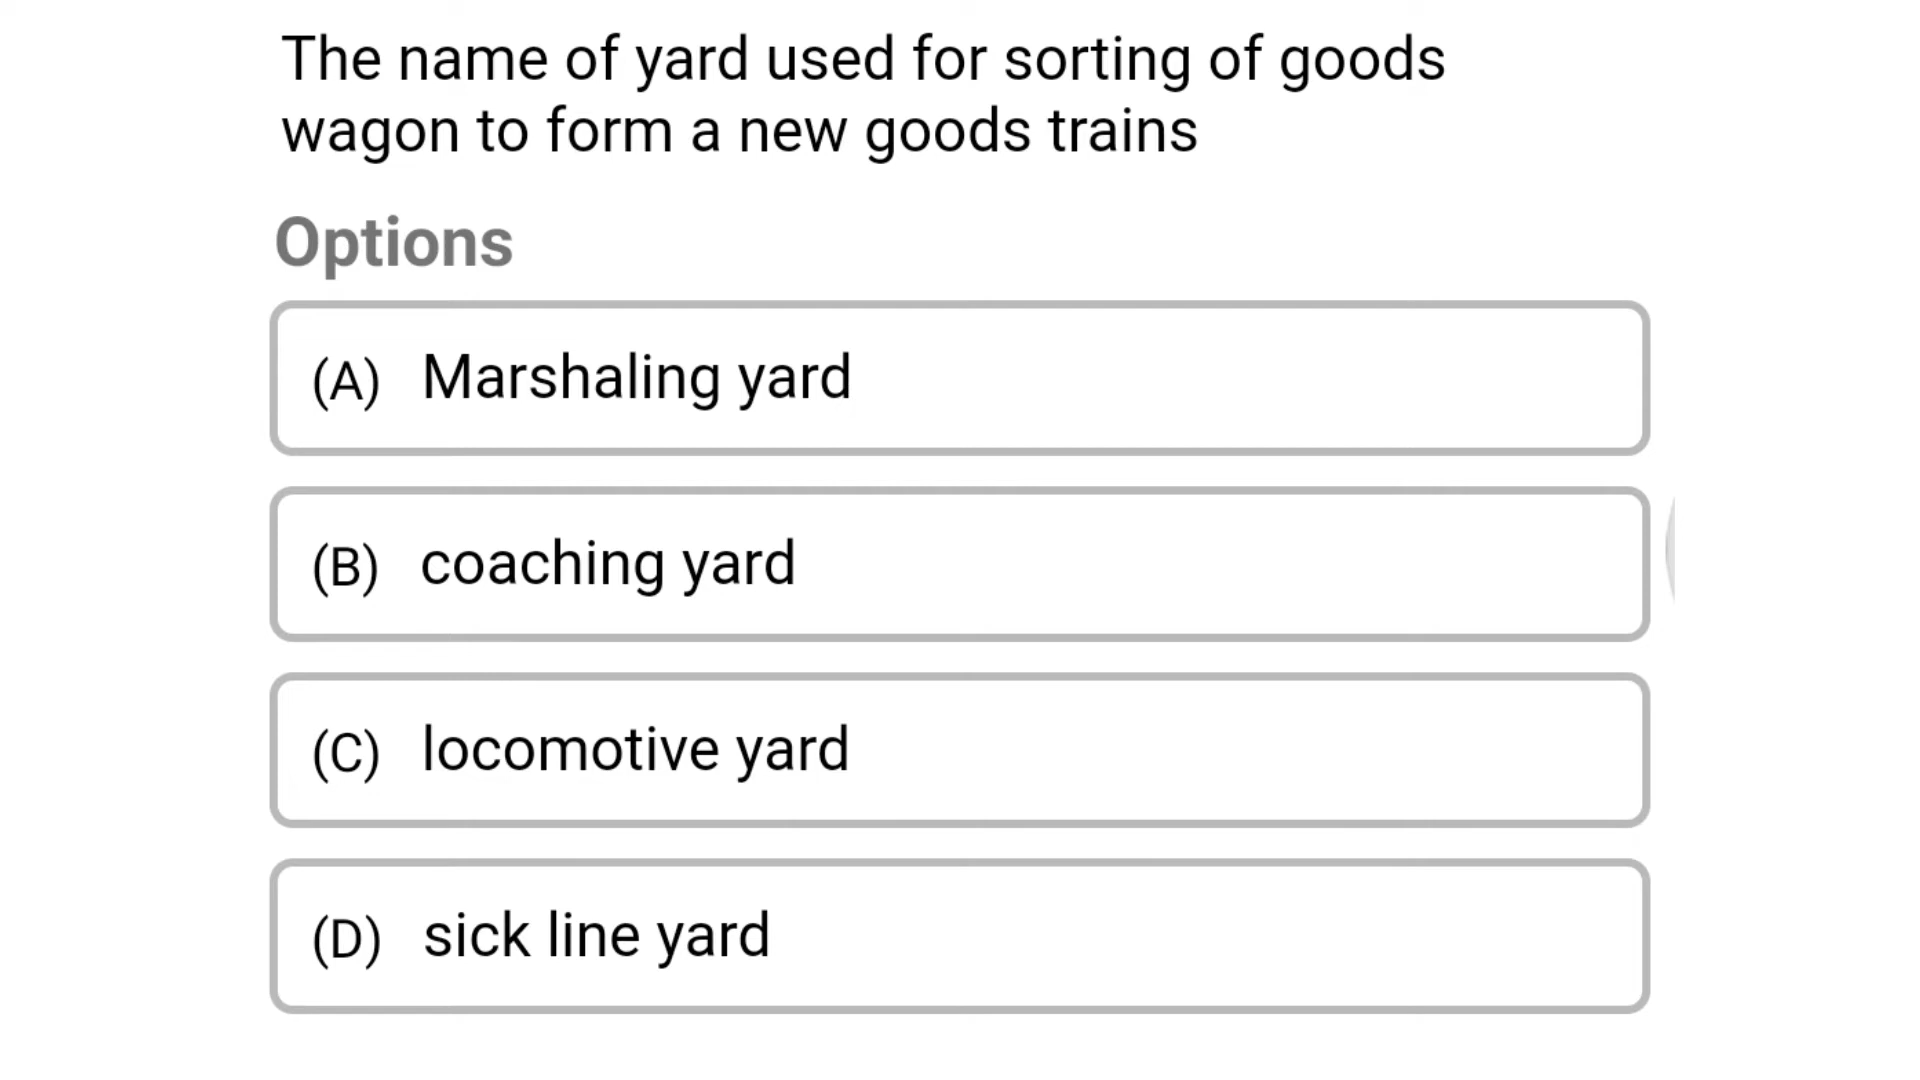 The name of yard used for sorting of goods
wagon to form a new goods trains
Options
(A) Marshaling yard
(B) coaching yard
(C) locomotive yard
(D) sick line yard